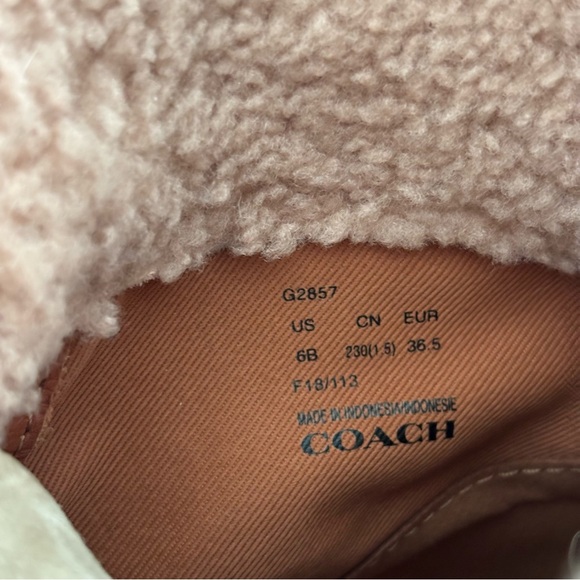 G2857
US CN EUR
6B 230(1.5) 36.5
F18/113
MADE IN INDONESIA/INDONESIE
COACH